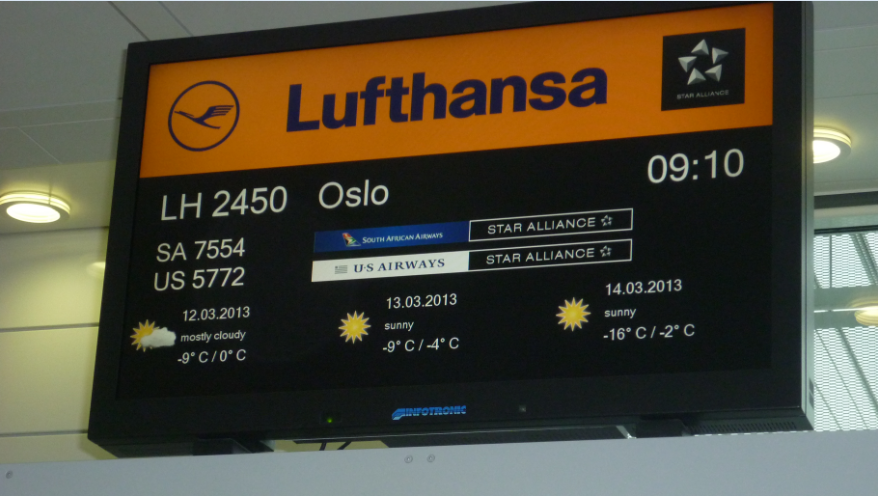 Lufthansa
STAR ALLIANCE
LH 2450 Oslo 09:10
SA 7554 SOUTH AFRICAN AIRWAYS STAR ALLIANCE
US 5772 U·S AIRWAYS STAR ALLIANCE
12.03.2013 13.03.2013 14.03.2013
mostly cloudy sunny sunny
-9° C / 0° C -9° C / -4° C -16° C / -2° C
INFOTRONIK